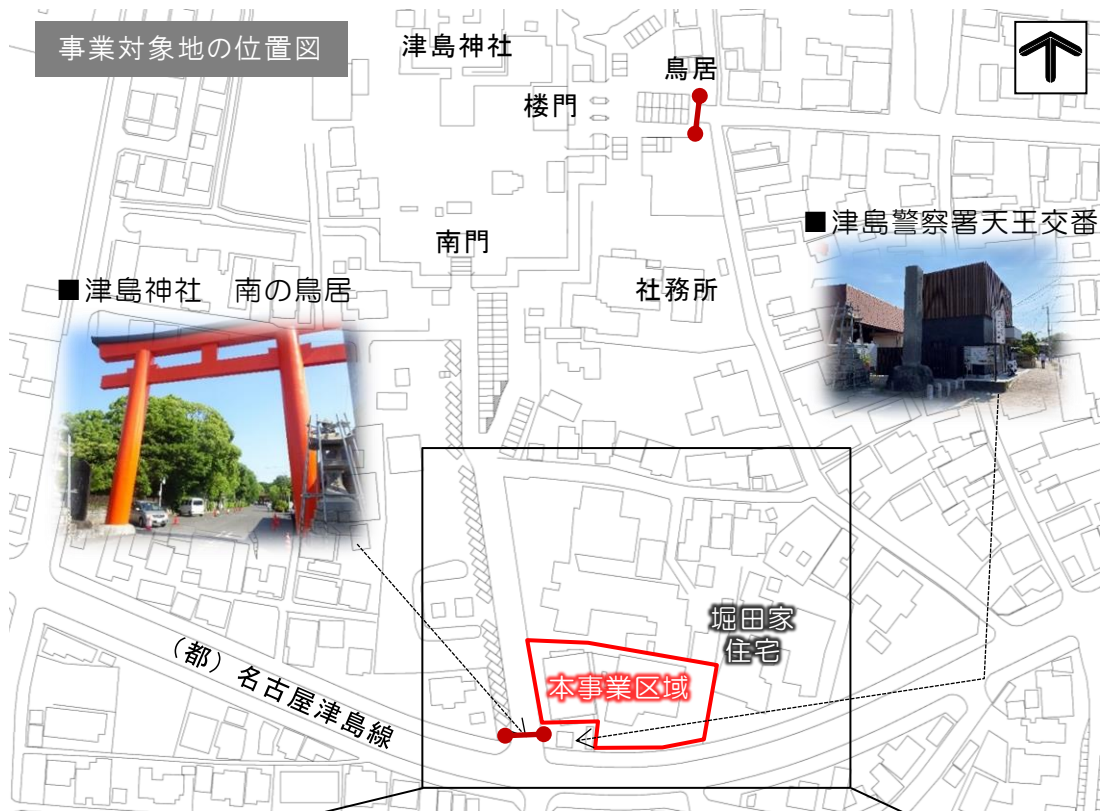 事業対象地の位置図
津島神社
鳥居
楼門
■津島警察署天王交番
南門
■津島神社　南の鳥居
社務所
堀田家
住宅
本事業区域
（都）名古屋津島線